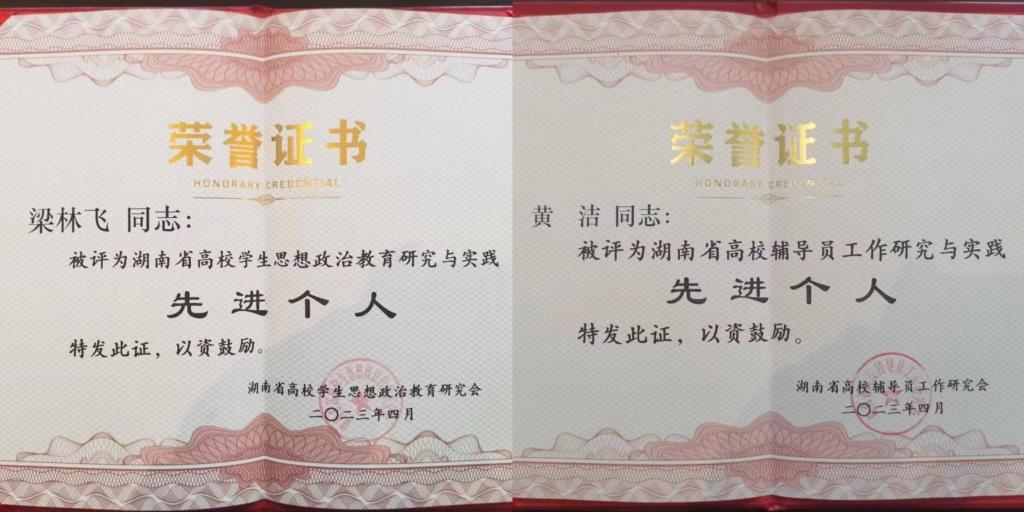 荣誉证书
HONORARY CREDENTIAL
梁林飞 同志:
被评为湖南省高校学生思想政治教育研究与实践
先进个人
特发此证，以资鼓励。
湖南省高校学生思想政治教育研究会
二〇二三年四月
荣誉证书
HONORARY CREDENTIAL
黄 洁 同志:
被评为湖南省高校辅导员工作研究与实践
先进个人
特发此证，以资鼓励。
湖南省高校辅导员工作研究会
二〇二三年四月